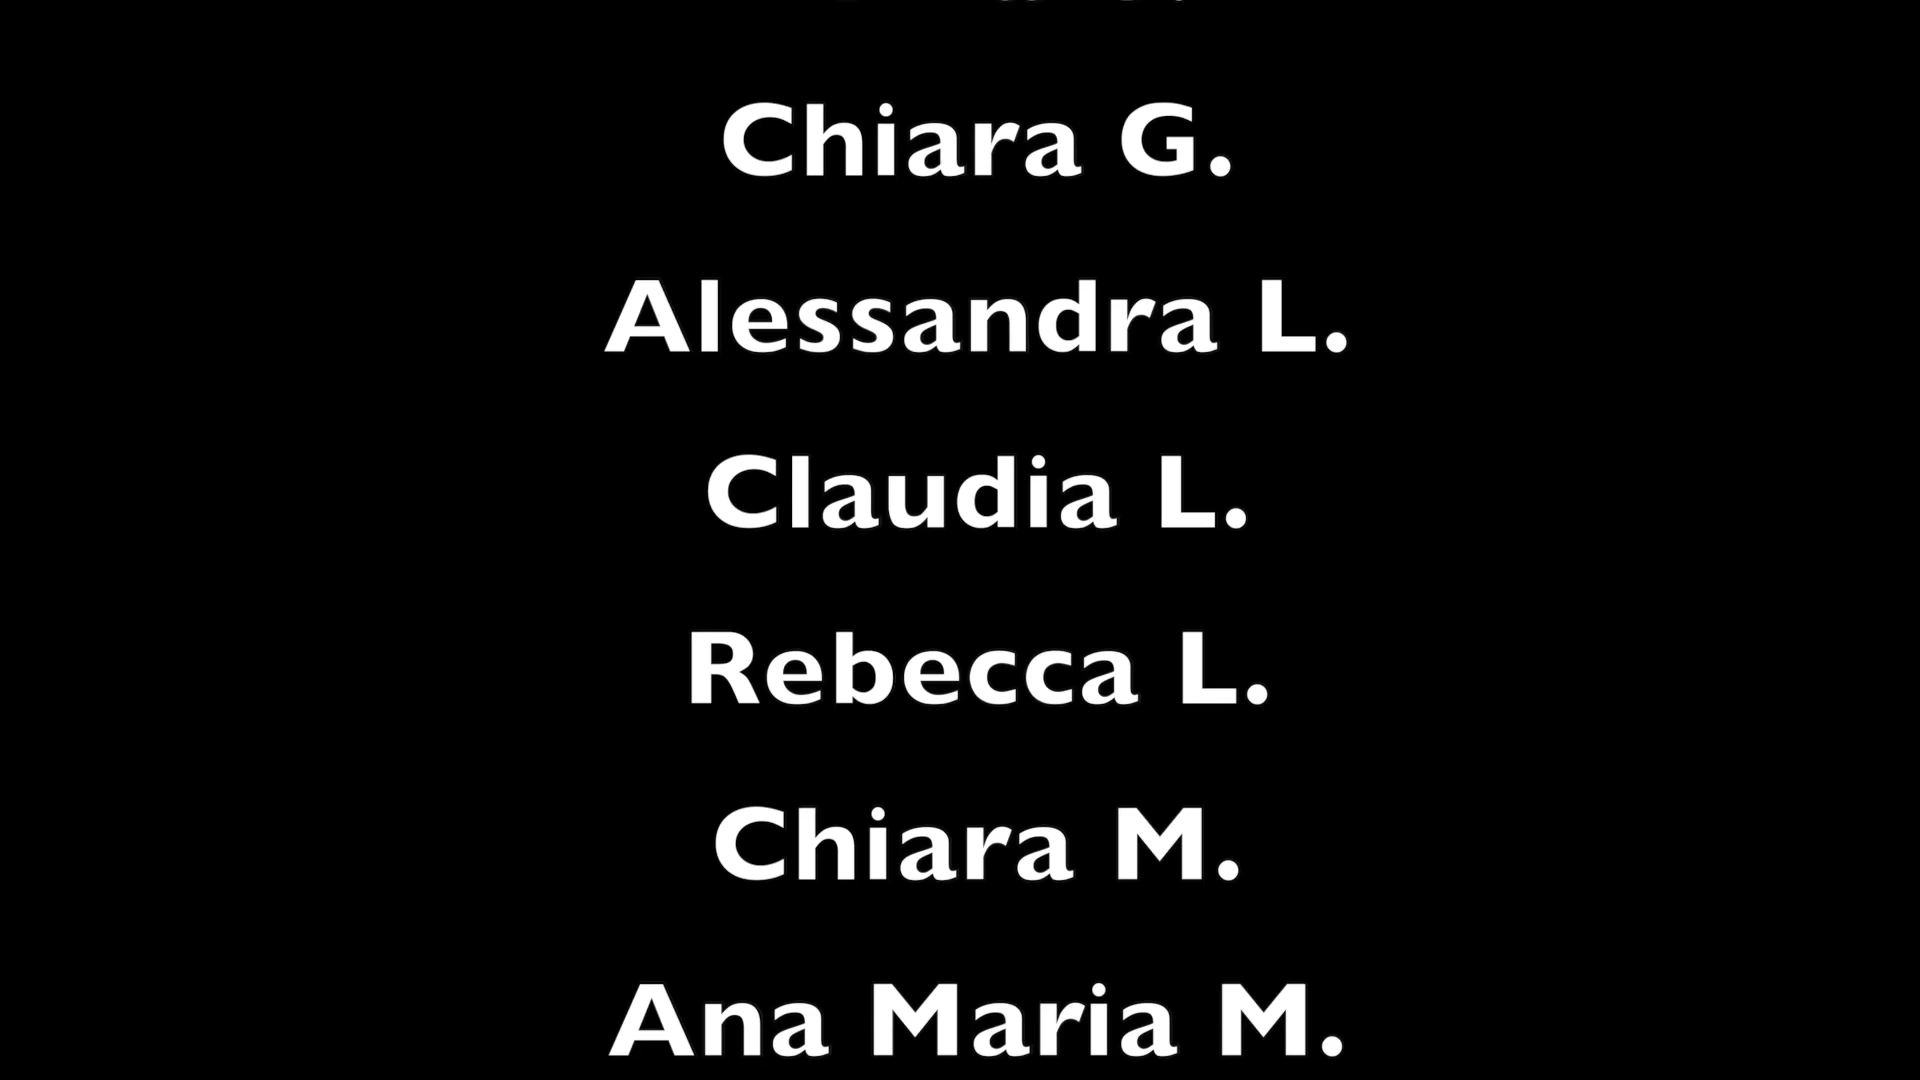 Chiara G.
Alessandra L.
Claudia L.
Rebecca L.
Chiara M.
Ana Maria M.